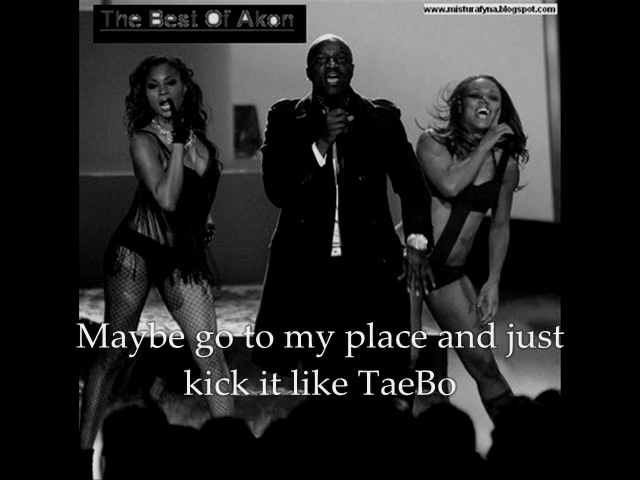 The Best Of Akon
www.misturafyna.blogspot.com
Maybe go to my place and just
kick it like TaeBo